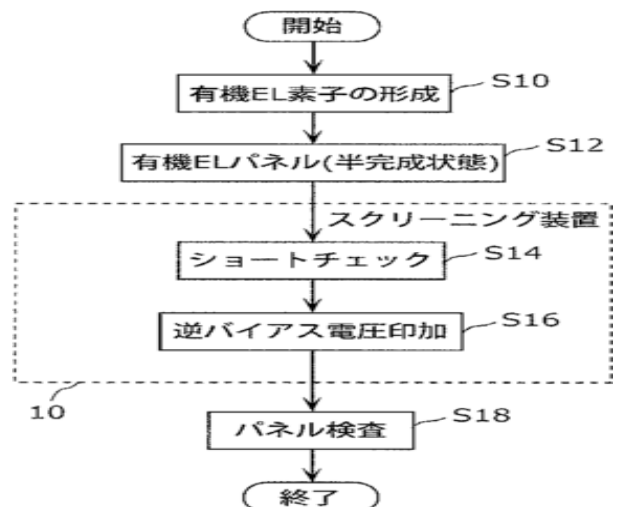 開始
有機EL素子の形成
S10
有機ELパネル(半完成状態)
S12
スクリーニング装置
ショートチェック
S14
逆バイアス電圧印加
S16
10
パネル検査
S18
終了